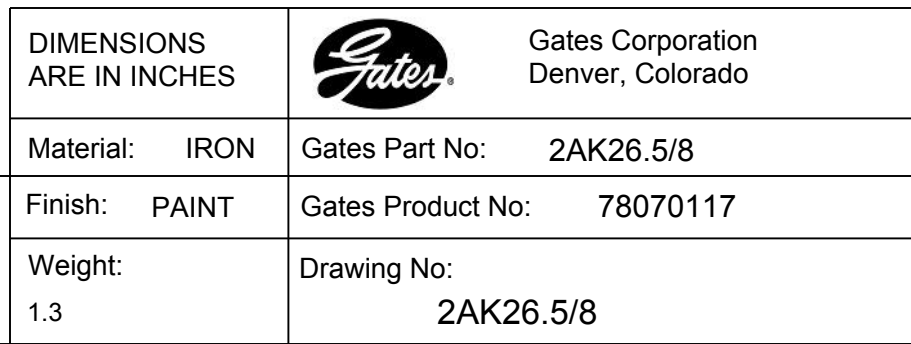 DIMENSIONS
ARE IN INCHES
Gates®
Gates Corporation
Denver, Colorado
Material: IRON
Gates Part No: 2AK26.5/8
Finish: PAINT
Gates Product No: 78070117
Weight:
1.3
Drawing No:
2AK26.5/8